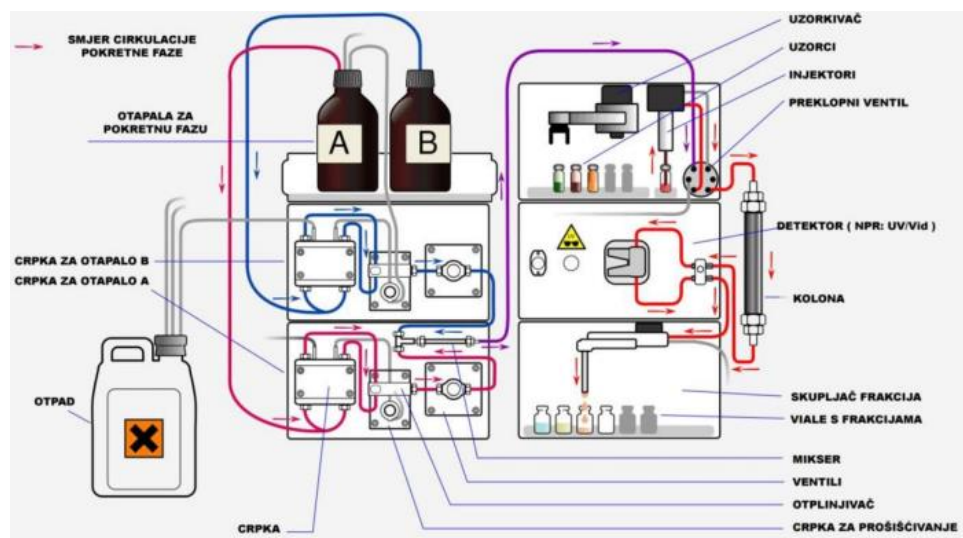 SMJER CIRKULACIJE
POKRETNE FAZE
OTAPALA ZA
POKRETNU FAZU
A
B
CRPKA ZA OTAPALO B
CRPKA ZA OTAPALO A
OTPAD
CRPKA
UZORKIVAČ
UZORCI
INJEKTORI
PREKLOPNI VENTIL
DETEKTOR ( NPR: UV/Vid )
KOLONA
SKUPLJAČ FRAKCIJA
VIALE S FRAKCIJAMA
MIKSER
VENTILI
OTPLINJIVAČ
CRPKA ZA PROŠIŠĆIVANJE